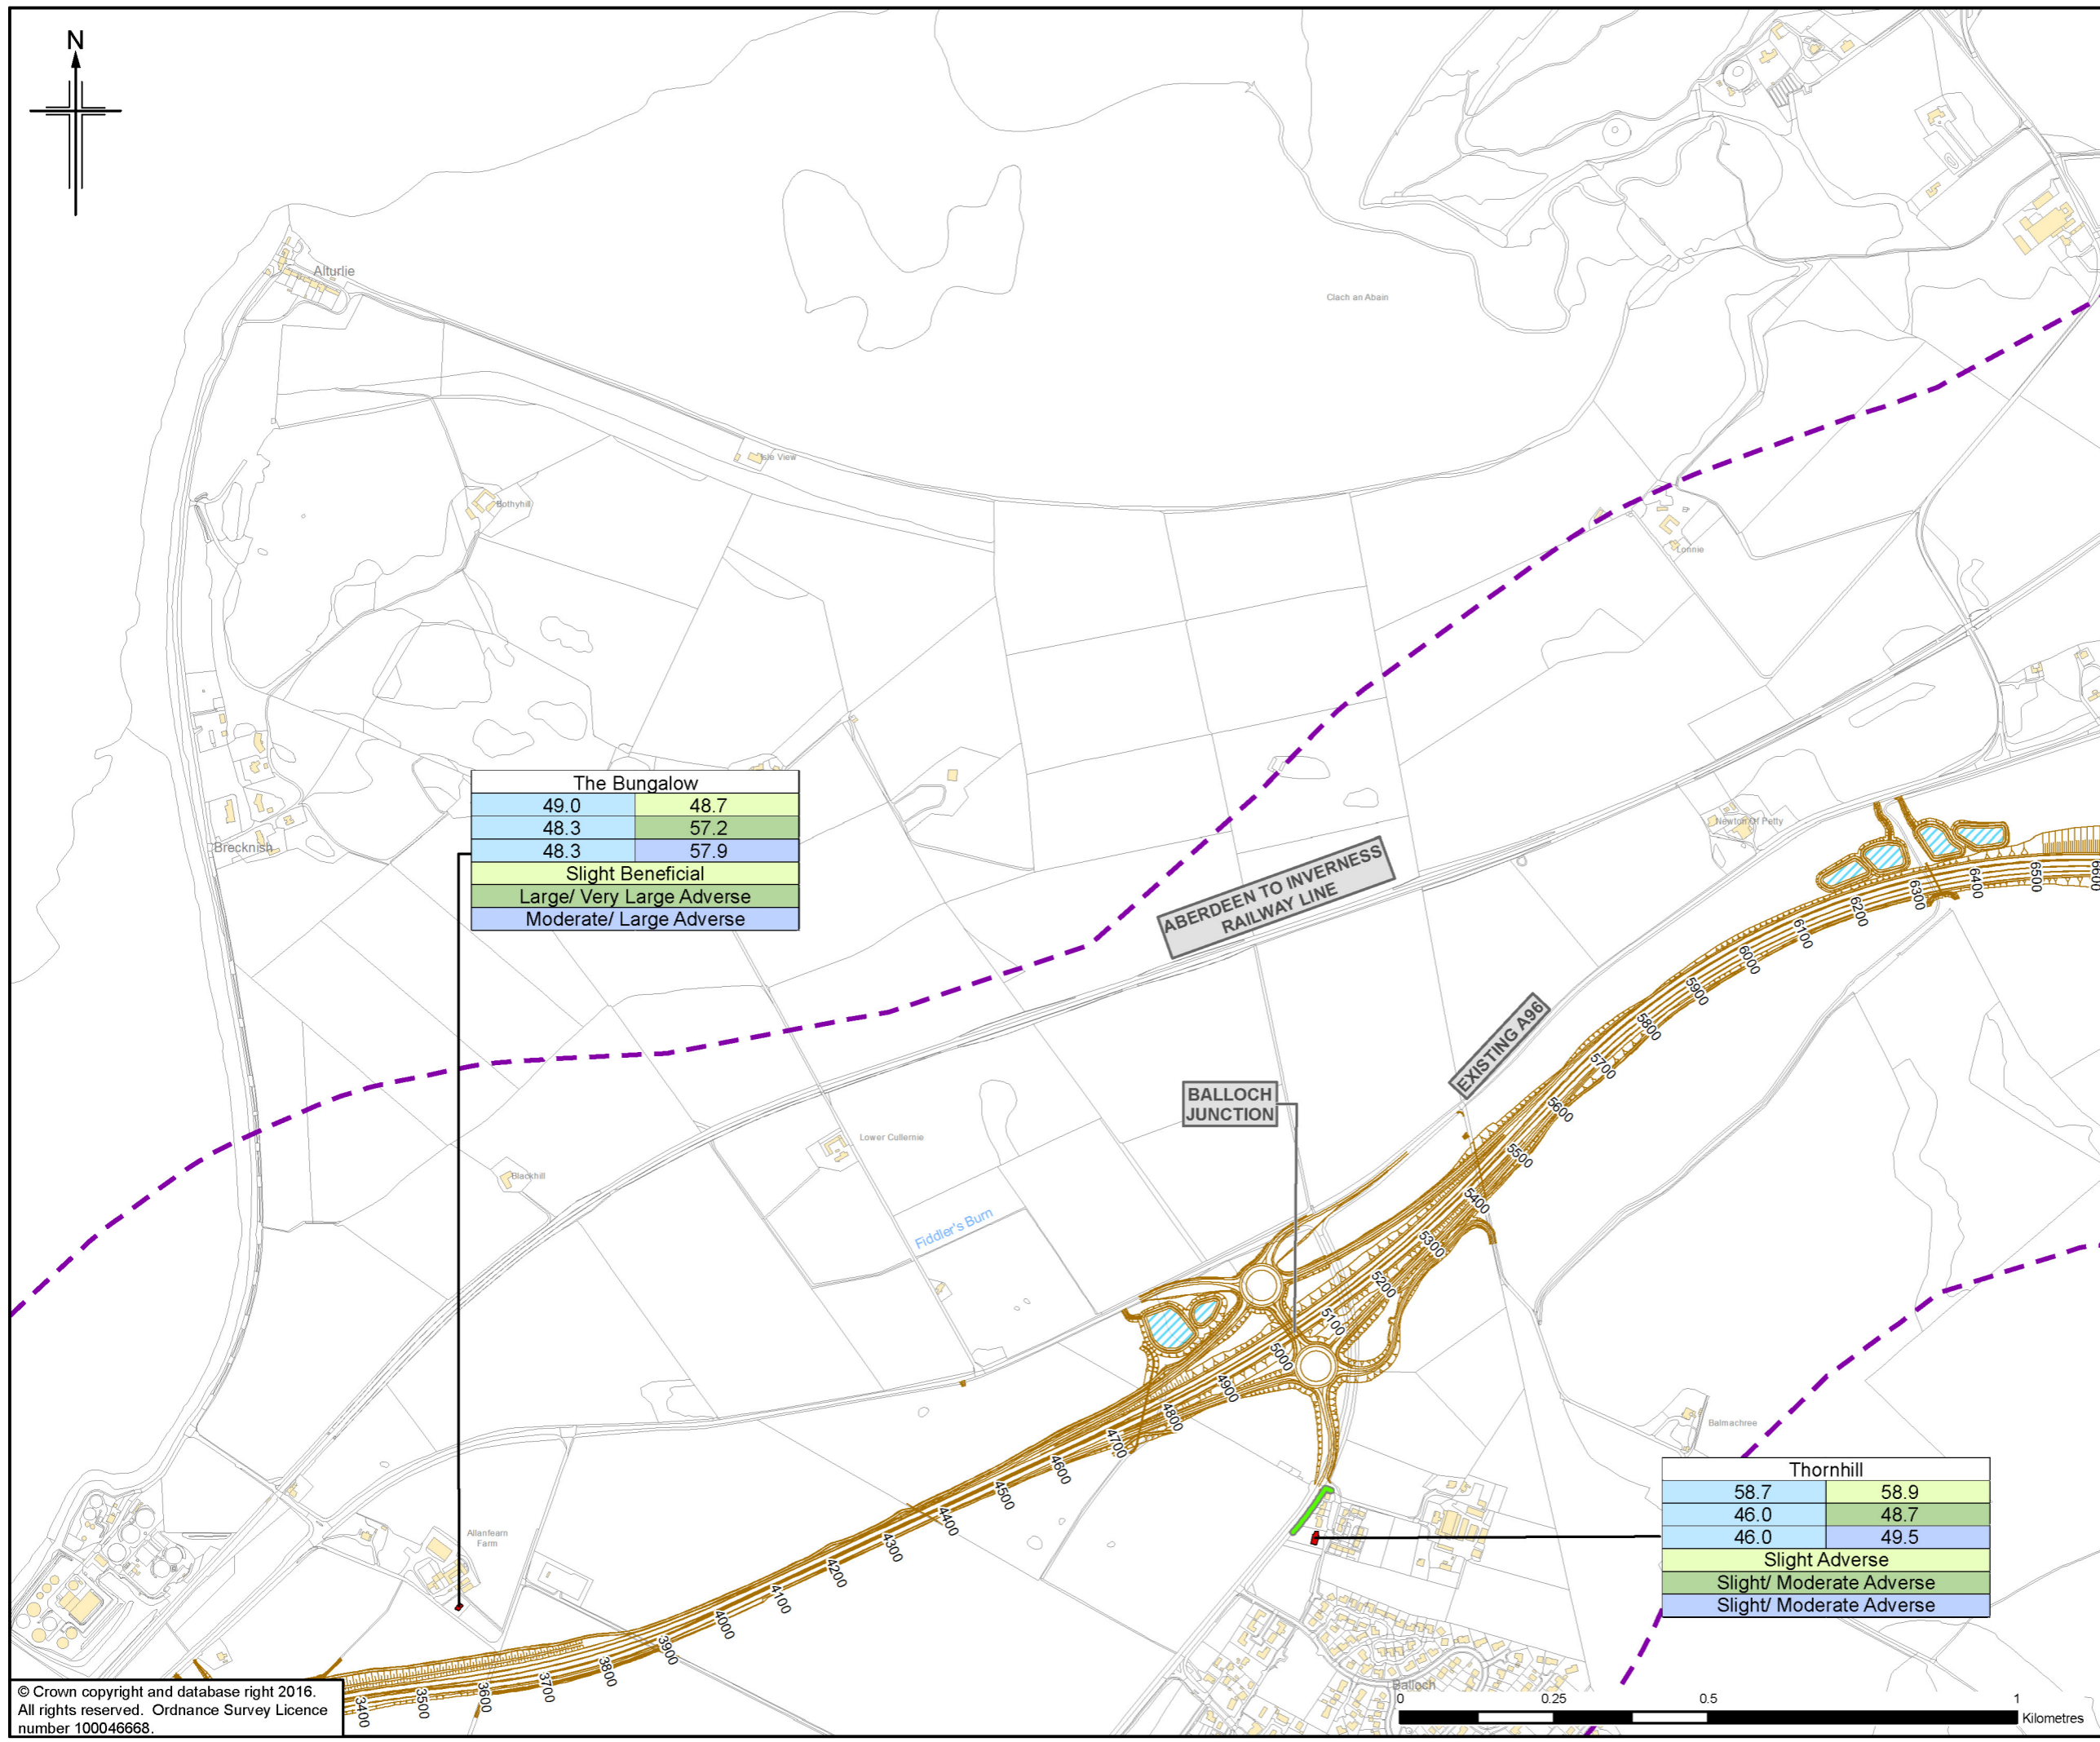 N
Alturlie
Clach an Abain
Isle View
Bothyhill
Lonnie
The Bungalow
49.0 48.7
48.3 57.2
48.3 57.9
Slight Beneficial
Large/ Very Large Adverse
Moderate/ Large Adverse
Brecknish
Newton Of Petty
ABERDEEN TO INVERNESS
RAILWAY LINE
EXISTING A96
BALLOCH
JUNCTION
Lower Cullernie
Blackhill
Fiddler's Burn
Balmachree
Allanfearn
Farm
Thornhill
58.7 58.9
46.0 48.7
46.0 49.5
Slight Adverse
Slight/ Moderate Adverse
Slight/ Moderate Adverse
Balloch
3400
3500
3600
3700
3800
3900
4000
4100
4200
4300
4400
4500
4600
4700
4800
4900
5000
5100
5200
5300
5400
5500
5600
5700
5800
5900
6000
6100
6200
6300
6400
6500
6600
0 0.25 0.5 1
Kilometres
© Crown copyright and database right 2016.
All rights reserved. Ordnance Survey Licence
number 100046668.